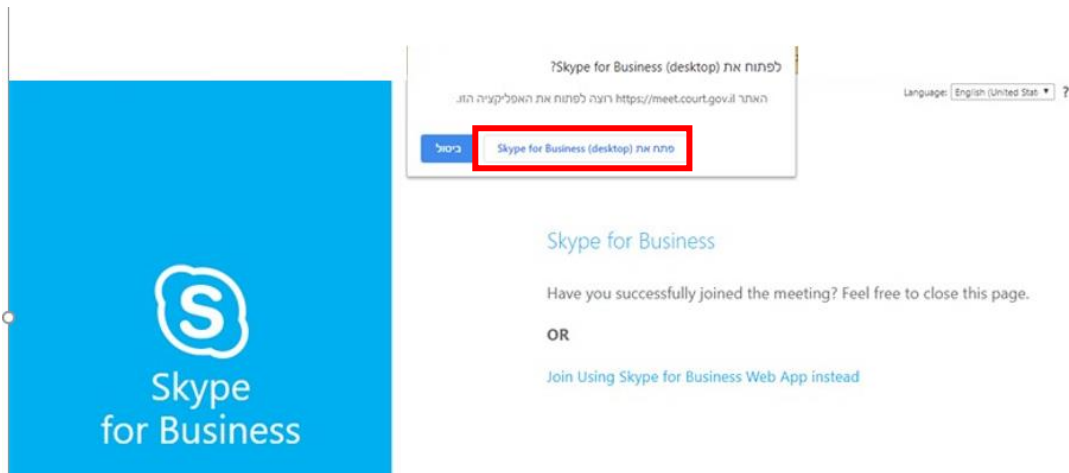 לפתוח את Skype for Business (desktop)?
האתר https://meet.court.gov.il רוצה לפתוח את האפליקציה הזו.
פתח את Skype for Business (desktop)
ביטול
Language: English (United Stat
?
Skype for Business
Have you successfully joined the meeting? Feel free to close this page.
OR
Join Using Skype for Business Web App instead
S
Skype
for Business